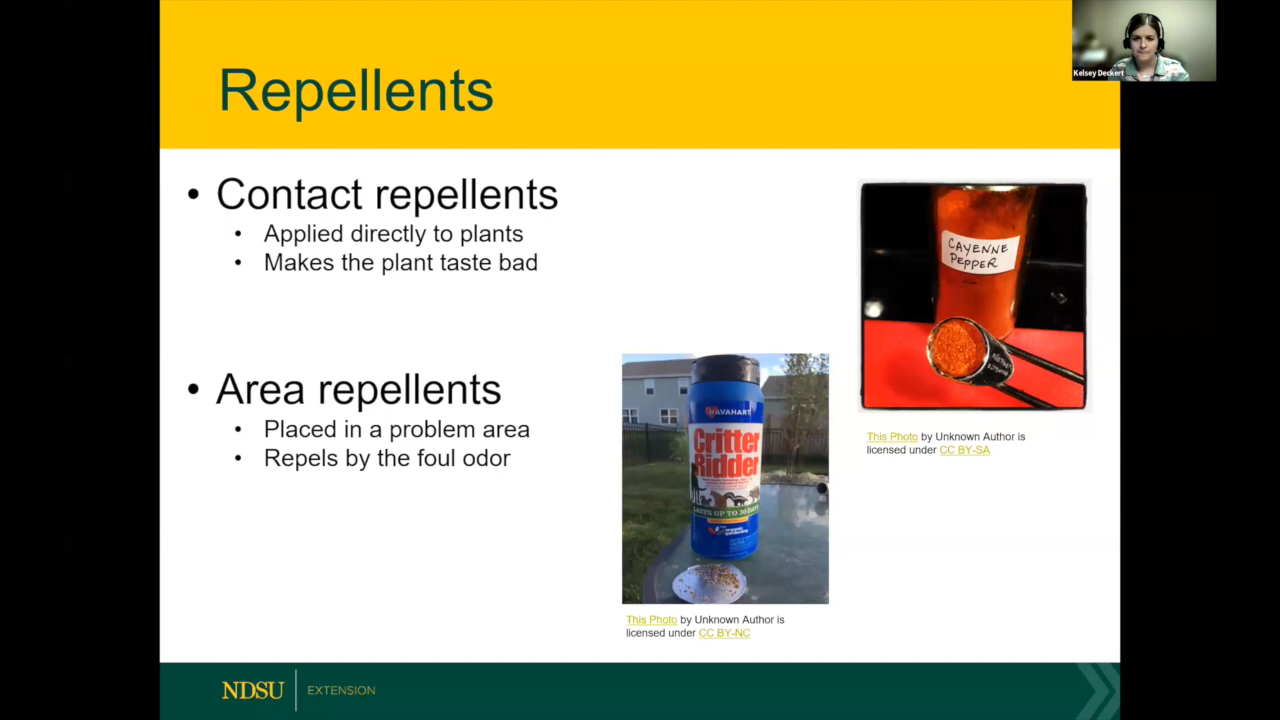 Repellents
Kelsey Deckert
• Contact repellents
• Applied directly to plants
• Makes the plant taste bad
• Area repellents
• Placed in a problem area
• Repels by the foul odor
CAYENNE
PEPPER
This Photo by Unknown Author is
licensed under CC BY-SA
HAVAHART
Critter
Ridder
LASTS UP TO 30 DAYS
organic
gardening
This Photo by Unknown Author is
licensed under CC BY-NC
NDSU EXTENSION